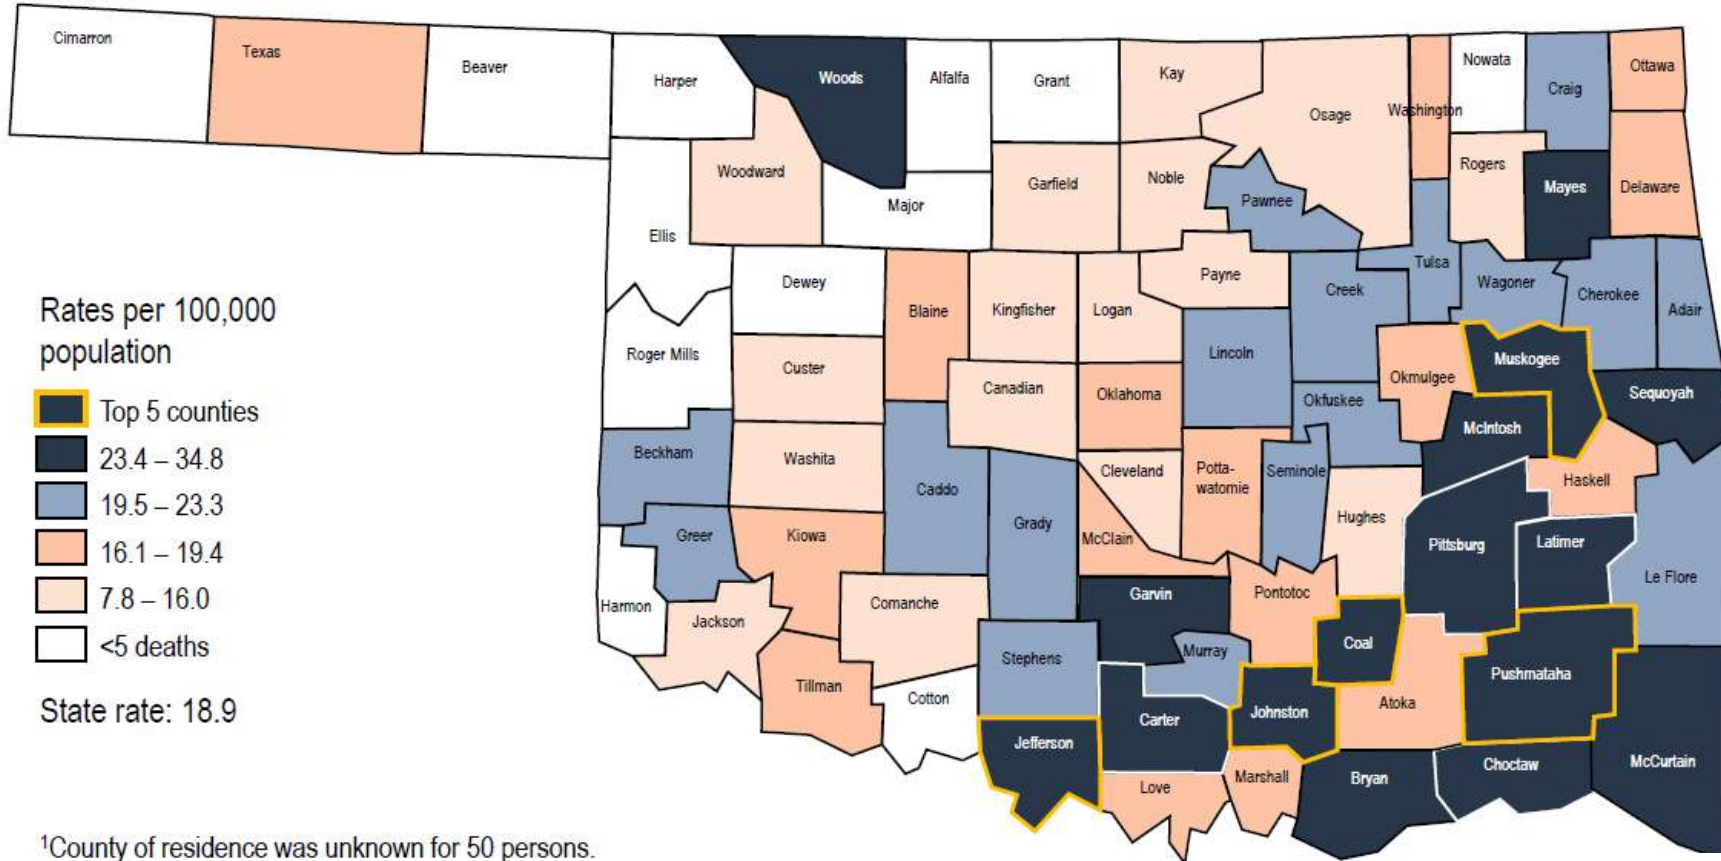 Cimarron
Texas
Beaver
Harper
Woods
Alfalfa
Grant
Kay
Osage
Washington
Nowata
Craig
Ottawa
Woodward
Major
Garfield
Noble
Pawnee
Rogers
Mayes
Delaware
Ellis
Dewey
Blaine
Kingfisher
Logan
Payne
Creek
Tulsa
Wagoner
Cherokee
Adair
Rates per 100,000
population
Top 5 counties
23.4 – 34.8
19.5 – 23.3
16.1 – 19.4
7.8 – 16.0
<5 deaths
State rate: 18.9
Roger Mills
Custer
Canadian
Oklahoma
Lincoln
Okfuskee
Okmulgee
Muskogee
Sequoyah
McIntosh
Haskell
Beckham
Washita
Caddo
Grady
Cleveland
McClain
Potta-
watomie
Seminole
Hughes
Pittsburg
Latimer
Le Flore
Greer
Kiowa
Harmon
Jackson
Comanche
Garvin
Pontotoc
Coal
Murray
Stephens
Tillman
Cotton
Jefferson
Carter
Johnston
Atoka
Pushmataha
Love
Marshall
Bryan
Choctaw
McCurtain
¹County of residence was unknown for 50 persons.